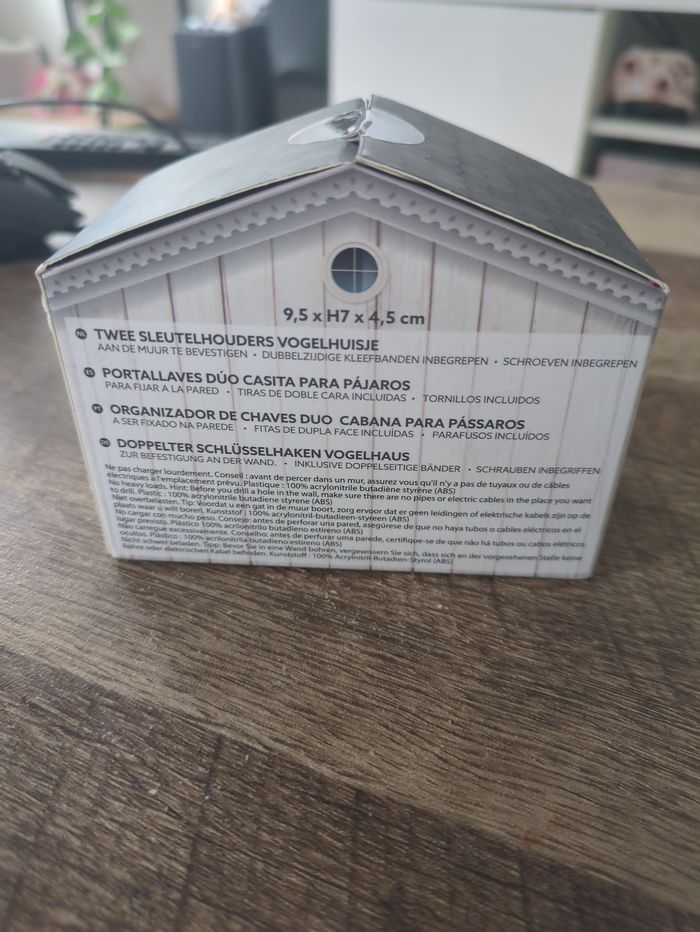 9,5 x H7 x 4,5 cm
NL TWEE SLEUTELHOUDERS VOGELHUISJE
AAN DE MUUR TE BEVESTIGEN • DUBBELZIJDIGE KLEEFBANDEN INBEGREPEN • SCHROEVEN INBEGREPEN
ES PORTALLAVES DÚO CASITA PARA PÁJAROS
PARA FIJAR A LA PARED • TIRAS DE DOBLE CARA INCLUIDAS • TORNILLOS INCLUIDOS
PT ORGANIZADOR DE CHAVES DUO CABANA PARA PÁSSAROS
A SER FIXADO NA PAREDE • FITAS DE DUPLA FACE INCLUÍDAS • PARAFUSOS INCLUÍDOS
DE DOPPELTER SCHLÜSSELHAKEN VOGELHAUS
ZUR BEFESTIGUNG AN DER WAND. • INKLUSIVE DOPPELSEITIGE BÄNDER • SCHRAUBEN INBEGRIFFEN
Ne pas charger lourdement. Conseil : avant de percer dans un mur, assurez vous qu'il n'y a pas de tuyaux ou de câbles
électriques à l'emplacement prévu. Plastique : 100% acrylonitrile butadiène styrène (ABS)
No heavy loads. Hint: Before you drill a hole in the wall, make sure there are no pipes or electric cables in the place you want
to drill. Plastic : 100% acrylonitrile butadiene styrene (ABS)
Niet overbelasten. Tip: Voordat u een gat in de muur boort, zorg ervoor dat er geen leidingen of elektrische kabels zijn op de
plaats waar u wilt boren. Kunststof : 100% acrylonitril-butadieen-styreen (ABS)
No cargar con mucho peso. Consejo: antes de perforar una pared, asegúrese de que no haya tubos o cables eléctricos en el
lugar previsto. Plástico 100% acrilonitrilo butadieno estireno (ABS)
Não carregue excessivamente. Conselho: antes de perfurar uma parede, certifique-se de que não há tubos ou cabos elétricos
ocultos. Plástico : 100% acrilonitrila butadieno estireno (ABS)
Nicht schwer beladen. Tipp: Bevor Sie in eine Wand bohren, vergewissern Sie sich, dass sich an der vorgesehenen Stelle keine
Rohre oder elektrischen Kabel befinden. Kunststoff : 100% Acrylnitril-Butadien-Styrol (ABS)